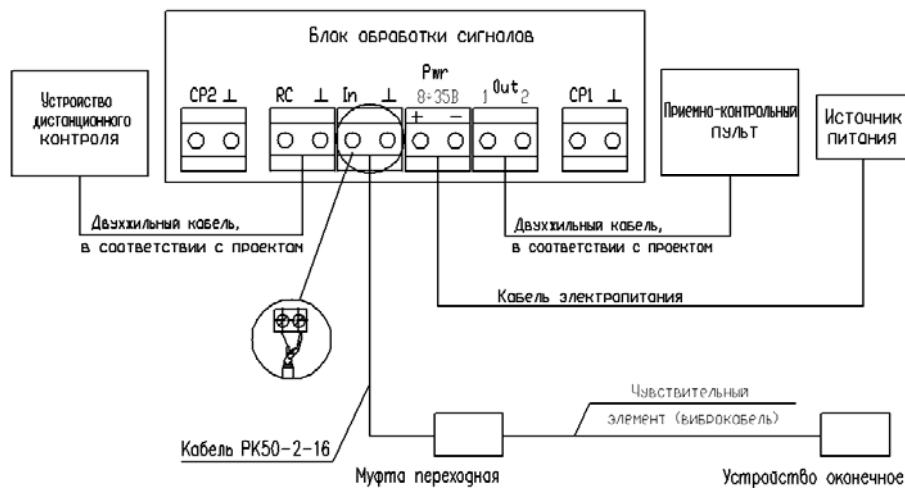 Блок обработки сигналов
Устройство
дистанционного
контроля
CP2 ⊥
RC ⊥
In ⊥
Pwr
8÷35В
+ −
Out
1 2
CP1 ⊥
Приемно-контрольный
пульт
Источник
питания
Двухжильный кабель,
в соответствии с проектом
Двухжильный кабель,
в соответствии с проектом
Кабель электропитания
Кабель РК50-2-16
Чувствительный
элемент (виброкабель)
Муфта переходная
Устройство оконечное